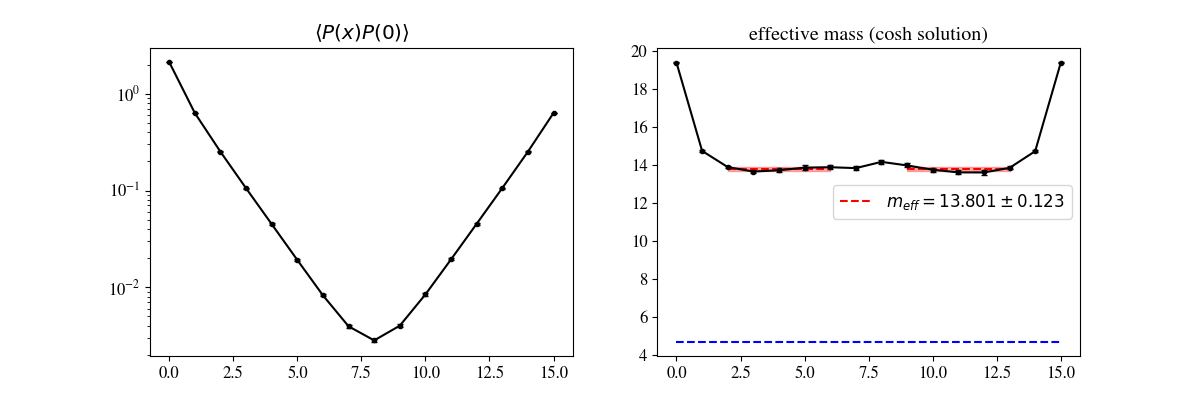 ⟨P(x)P(0)⟩
10⁰
10⁻¹
10⁻²
0.0 2.5 5.0 7.5 10.0 12.5 15.0
effective mass (cosh solution)
20
18
16
14
12
10
8
6
4
m_eff = 13.801 ± 0.123
0.0 2.5 5.0 7.5 10.0 12.5 15.0